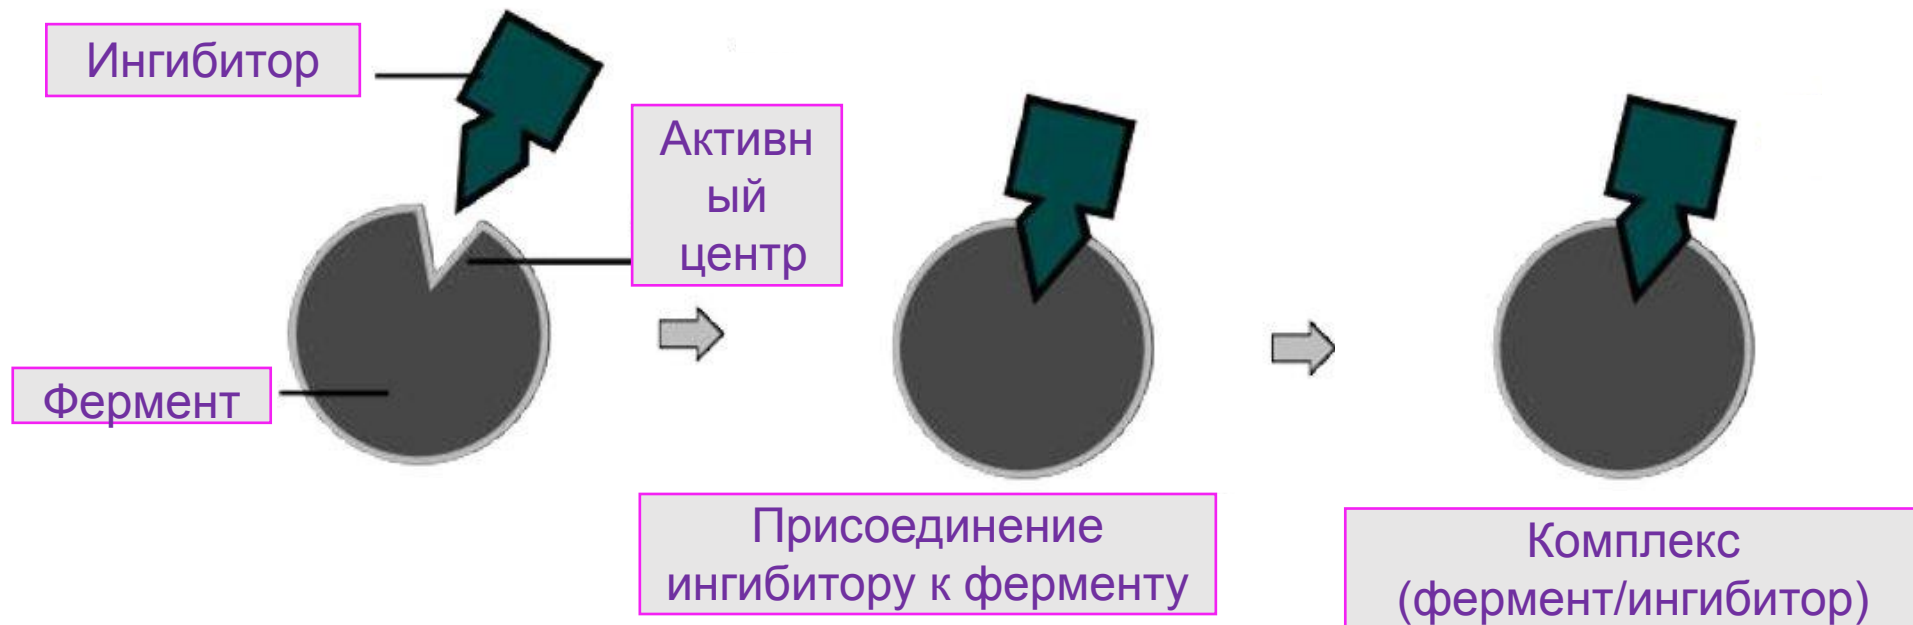 Ингибитор
Активн
ый
центр
Фермент
Присоединение
ингибитору к ферменту
Комплекс
(фермент/ингибитор)